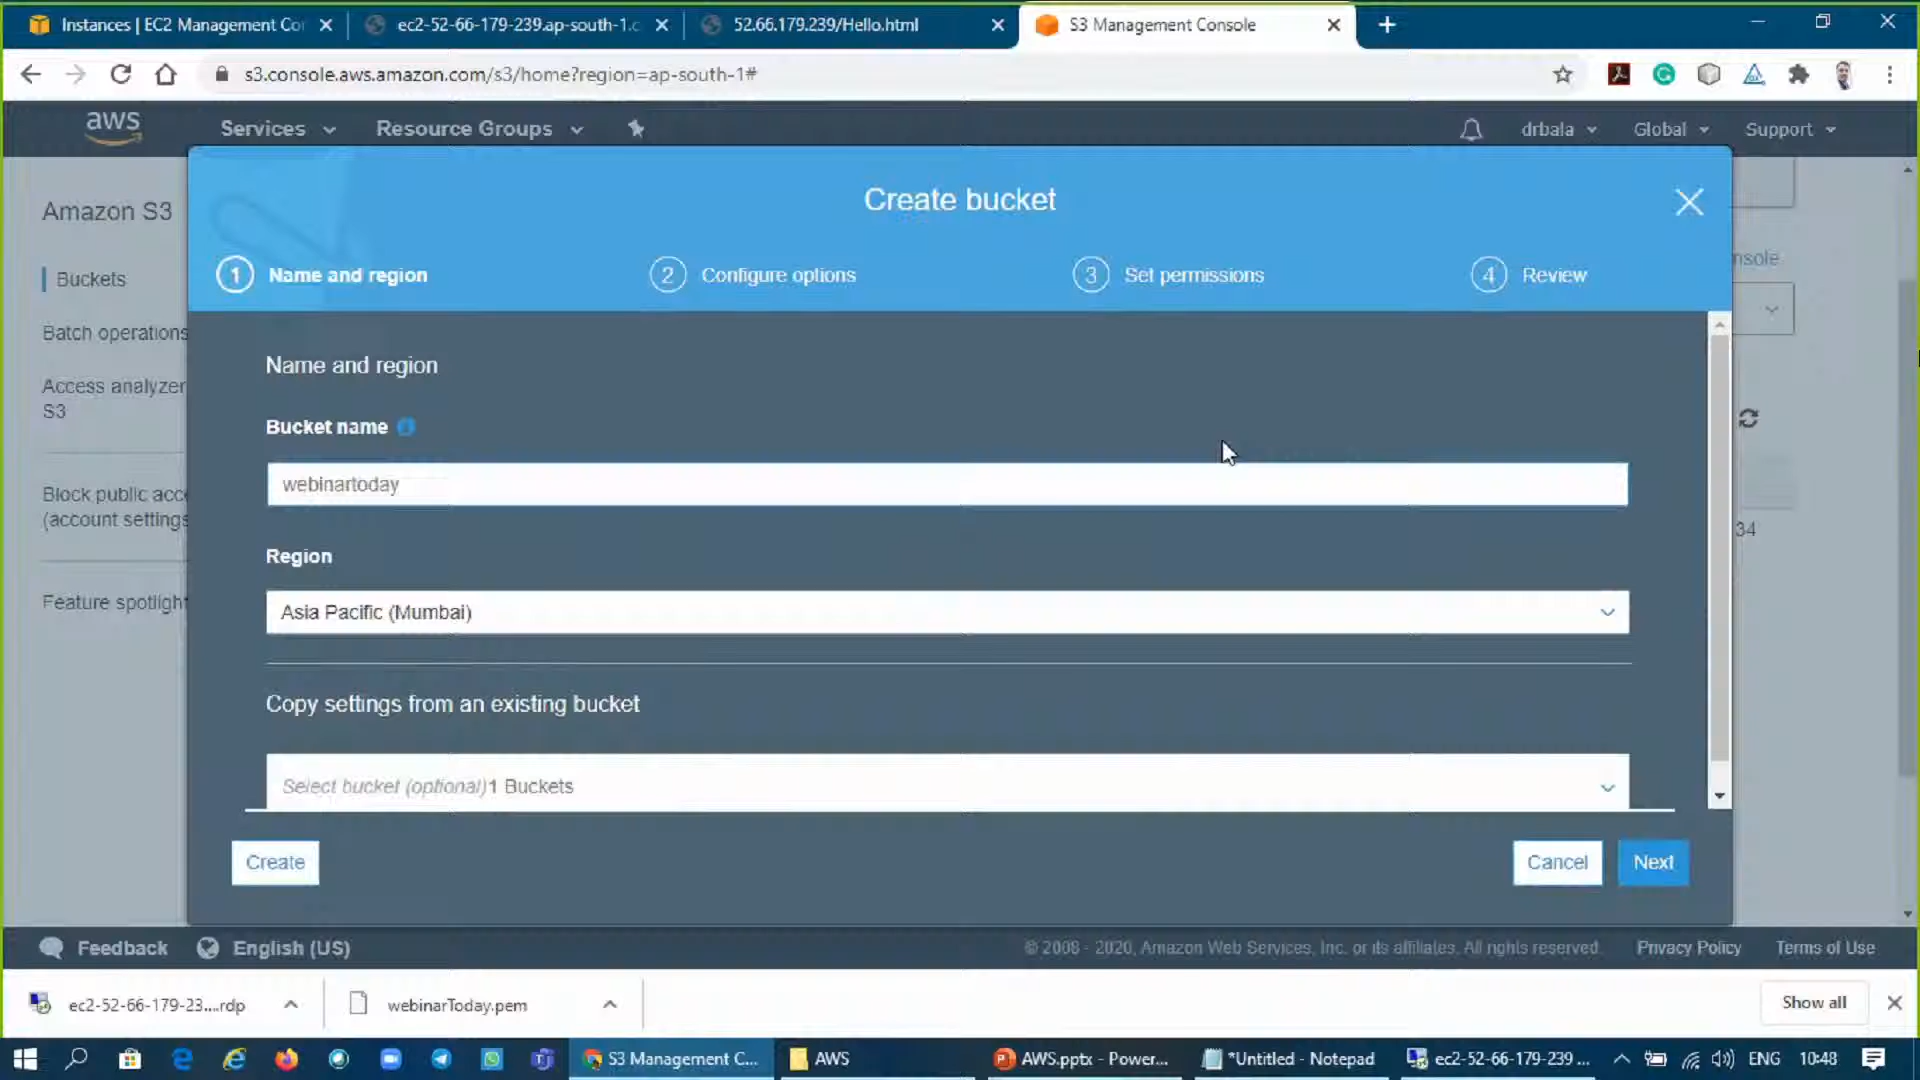 Instances | EC2 Management Co
ec2-52-66-179-239.ap-south-1.c
52.66.179.239/Hello.html
S3 Management Console
s3.console.aws.amazon.com/s3/home?region=ap-south-1#
aws
Services
Resource Groups
drbala
Global
Support
Create bucket
1 Name and region
2 Configure options
3 Set permissions
4 Review
Amazon S3
Buckets
Batch operations
Access analyzer
S3
Block public acc
(account settings
Feature spotlight
nsole
34
Name and region
Bucket name
webinartoday
Region
Asia Pacific (Mumbai)
Copy settings from an existing bucket
Select bucket (optional)1 Buckets
Create
Cancel
Next
Feedback
English (US)
© 2008 - 2020, Amazon Web Services, Inc. or its affiliates. All rights reserved.
Privacy Policy
Terms of Use
ec2-52-66-179-23....rdp
webinarToday.pem
Show all
S3 Management C...
AWS
AWS.pptx - Power...
*Untitled - Notepad
ec2-52-66-179-239 ...
ENG
10:48